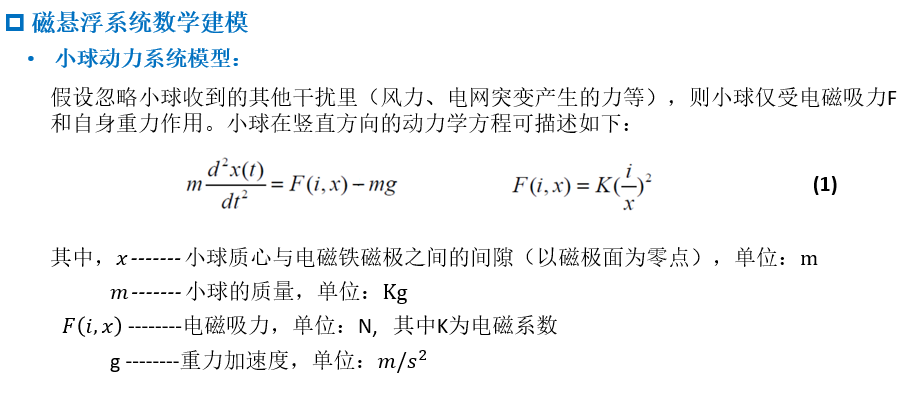 磁悬浮系统数学建模
• 小球动力系统模型：
假设忽略小球收到的其他干扰里（风力、电网突变产生的力等），则小球仅受电磁吸力F
和自身重力作用。小球在竖直方向的动力学方程可描述如下：
m d²x(t)/dt² = F(i,x) − mg F(i,x) = K(i/x)² (1)
其中，x ------- 小球质心与电磁铁磁极之间的间隙（以磁极面为零点），单位：m
m ------- 小球的质量，单位：Kg
F(i,x) --------电磁吸力，单位：N，其中K为电磁系数
g --------重力加速度，单位：m/s²